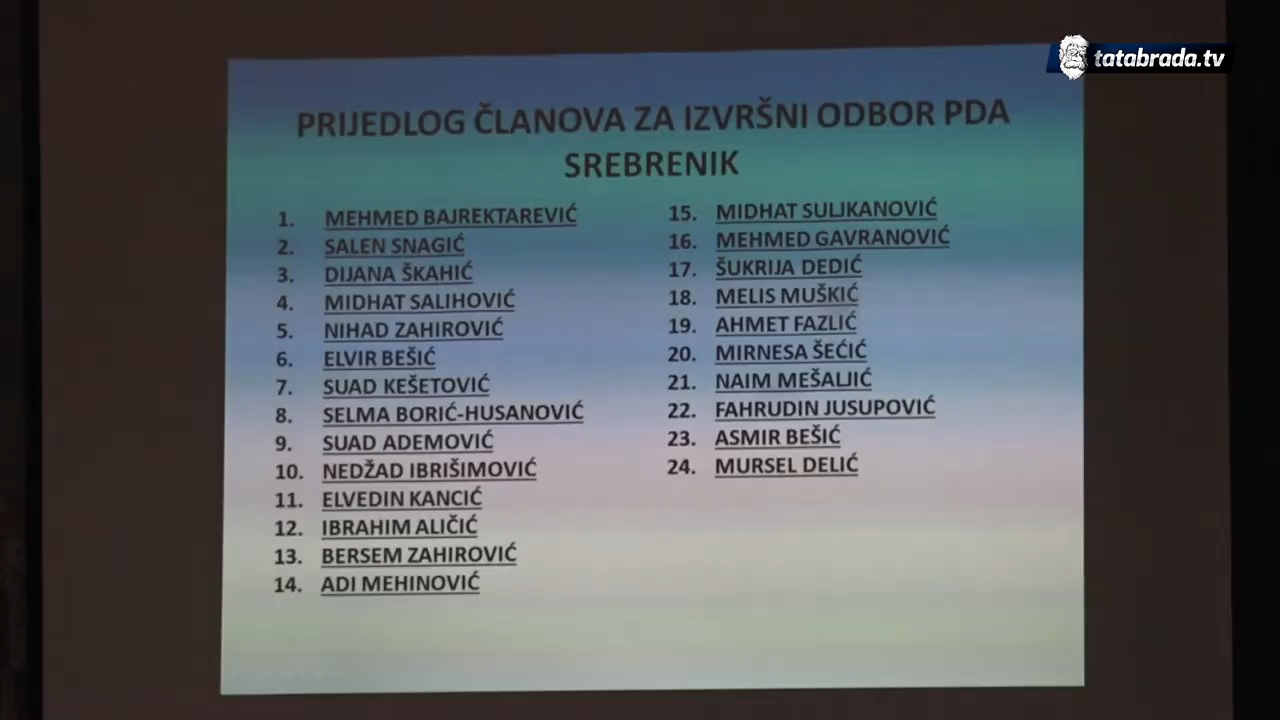 tatabrada.tv
PRIJEDLOG ČLANOVA ZA IZVRŠNI ODBOR PDA
SREBRENIK
1. MEHMED BAJREKTAREVIĆ
2. SALEN SNAGIĆ
3. DIJANA ŠKAHIĆ
4. MIDHAT SALIHOVIĆ
5. NIHAD ZAHIROVIĆ
6. ELVIR BEŠIĆ
7. SUAD KEŠETOVIĆ
8. SELMA BORIĆ-HUSANOVIĆ
9. SUAD ADEMOVIĆ
10. NEDŽAD IBRIŠIMOVIĆ
11. ELVEDIN KANCIĆ
12. IBRAHIM ALIČIĆ
13. BERSEM ZAHIROVIĆ
14. ADI MEHINOVIĆ
15. MIDHAT SULJKANOVIĆ
16. MEHMED GAVRANOVIĆ
17. ŠUKRIJA DEDIĆ
18. MELIS MUŠKIĆ
19. AHMET FAZLIĆ
20. MIRNESA ŠEĆIĆ
21. NAIM MEŠALJIĆ
22. FAHRUDIN JUSUPOVIĆ
23. ASMIR BEŠIĆ
24. MURSEL DELIĆ